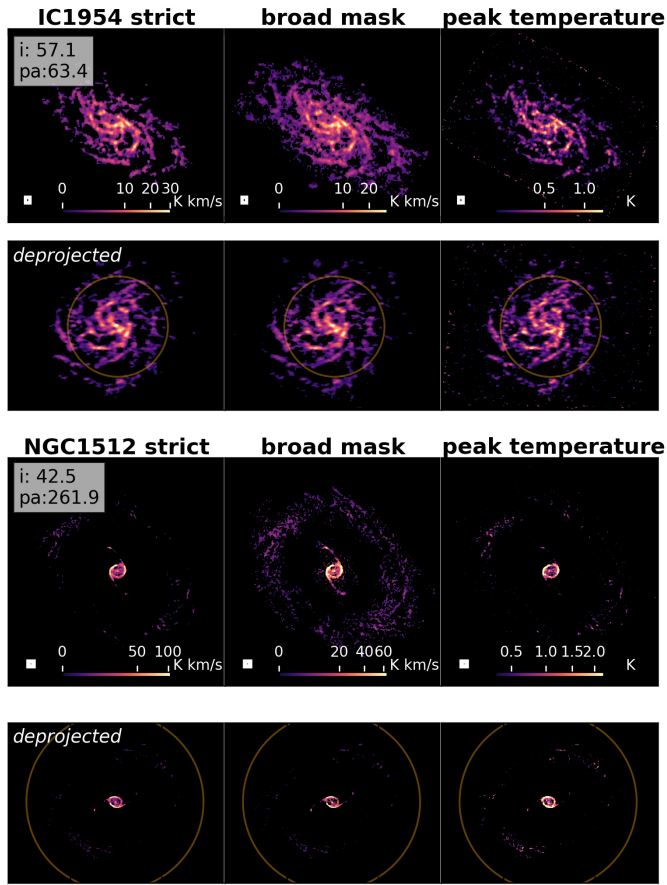 IC1954 strict broad mask peak temperature
i: 57.1
pa:63.4
0 10 20 30 K km/s 0 10 20 K km/s 0.5 1.0 K
deprojected
NGC1512 strict broad mask peak temperature
i: 42.5
pa:261.9
0 50 100 K km/s 0 20 40 60 K km/s 0.5 1.0 1.5 2.0 K
deprojected